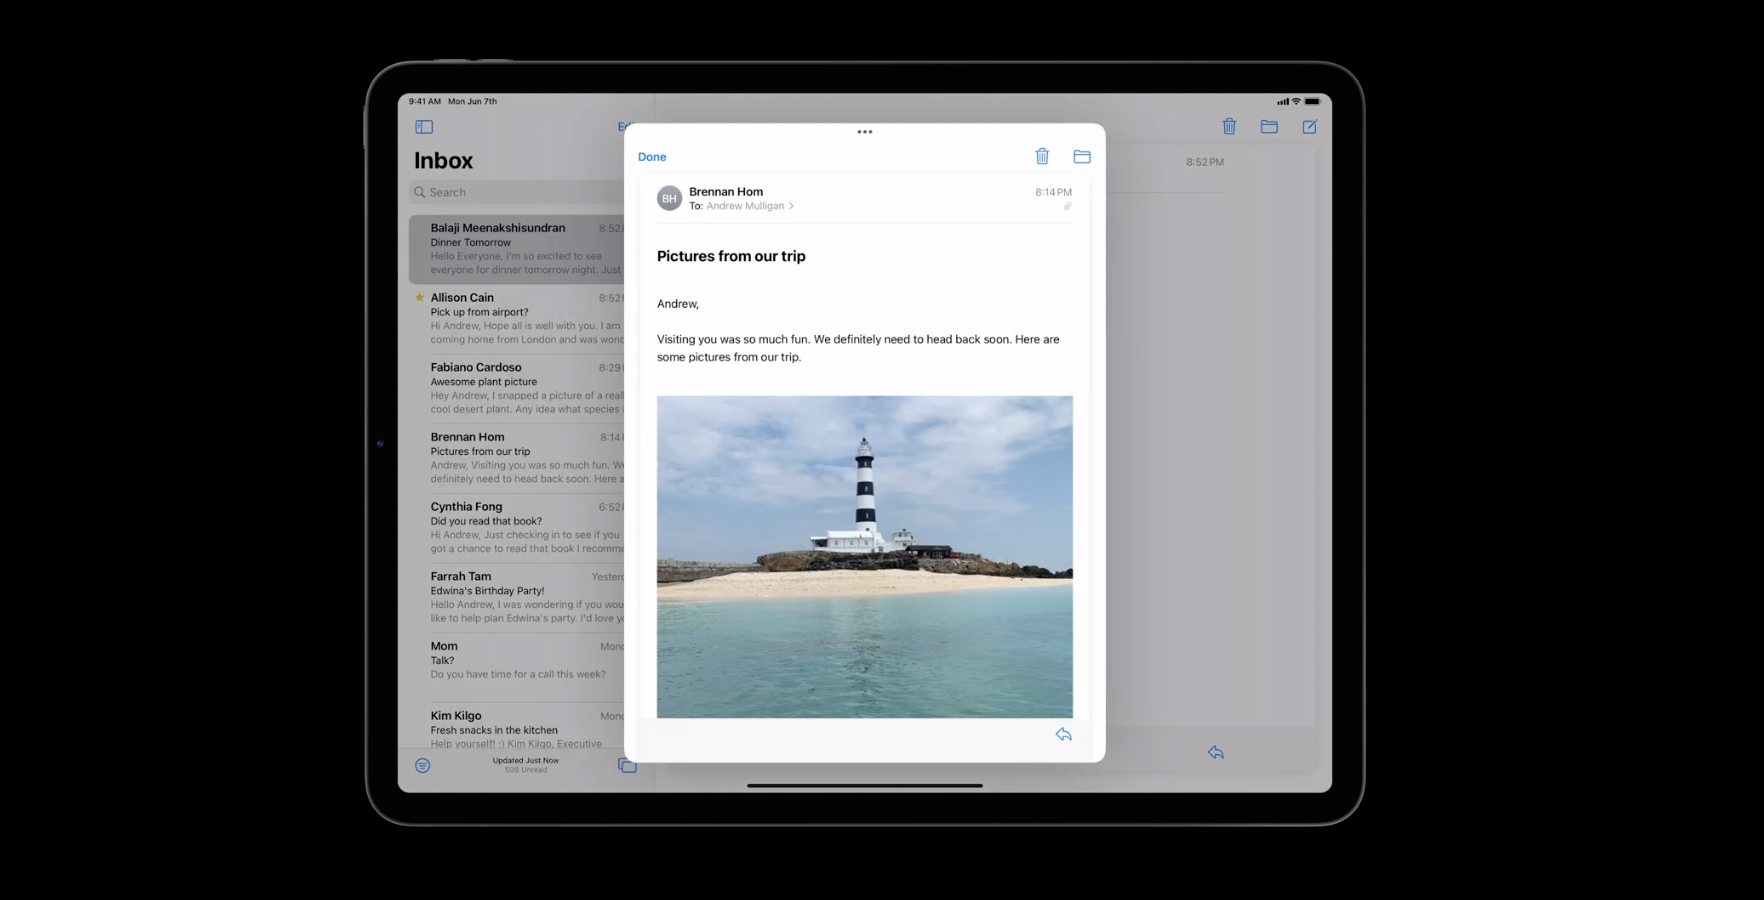 9:41 AM Mon Jun 7th
Inbox
Search
Balaji Meenakshisundran 8:52
Dinner Tomorrow
Hello Everyone, I'm so excited to see
everyone for dinner tomorrow night. Just
Allison Cain 8:52
Pick up from airport?
Hi Andrew, Hope all is well with you. I am
coming home from London and was
Fabiano Cardoso 8:29
Awesome plant picture
Hey Andrew, I snapped a picture of a
cool desert plant. Any idea what species
Brennan Hom 8:14
Pictures from our trip
Andrew, Visiting you was so much fun. We
definitely need to head back soon. Here a
Cynthia Fong 6:52
Did you read that book?
Hi Andrew, Just checking in to see if you
got a chance to read that book I
Farrah Tam
Edwina's Birthday Party!
Hello Andrew, I was wondering if you
like to help plan Edwina's party. I'd love
Mom
Talk?
Do you have time for a call this week?
Kim Kilgo
Fresh snacks in the kitchen
Help yourself! :) Kim Kilgo, Executive
Updated Just Now
508 Unread
Done
BH
Brennan Hom 8:14 PM
To: Andrew Mulligan
Pictures from our trip
Andrew,
Visiting you was so much fun. We definitely need to head back soon. Here are
some pictures from our trip.
8:52 PM